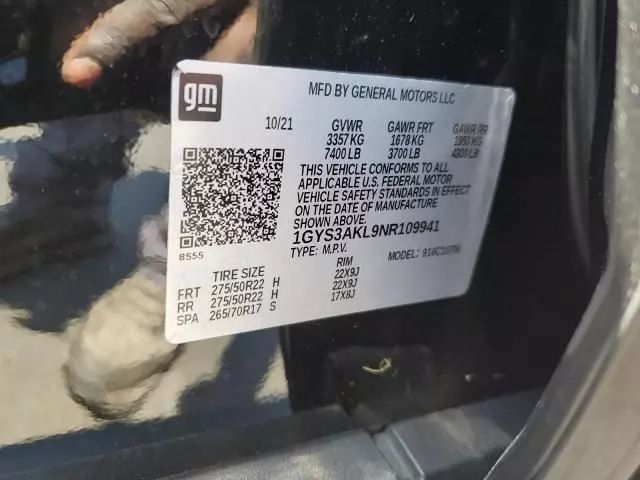 gm
MFD BY GENERAL MOTORS LLC
10/21 GVWR GAWR FRT GAWR RR
3357 KG 1678 KG 1950 KG
7400 LB 3700 LB 4300 LB
THIS VEHICLE CONFORMS TO ALL
APPLICABLE U.S. FEDERAL MOTOR
VEHICLE SAFETY STANDARDS IN EFFECT
ON THE DATE OF MANUFACTURE
SHOWN ABOVE.
1GYS3AKL9NR109941
8555
TYPE: M.P.V. MODEL:
TIRE SIZE RIM
FRT 275/50R22 H 22X9J
RR 275/50R22 H 22X9J
SPA 265/70R17 S 17X8J